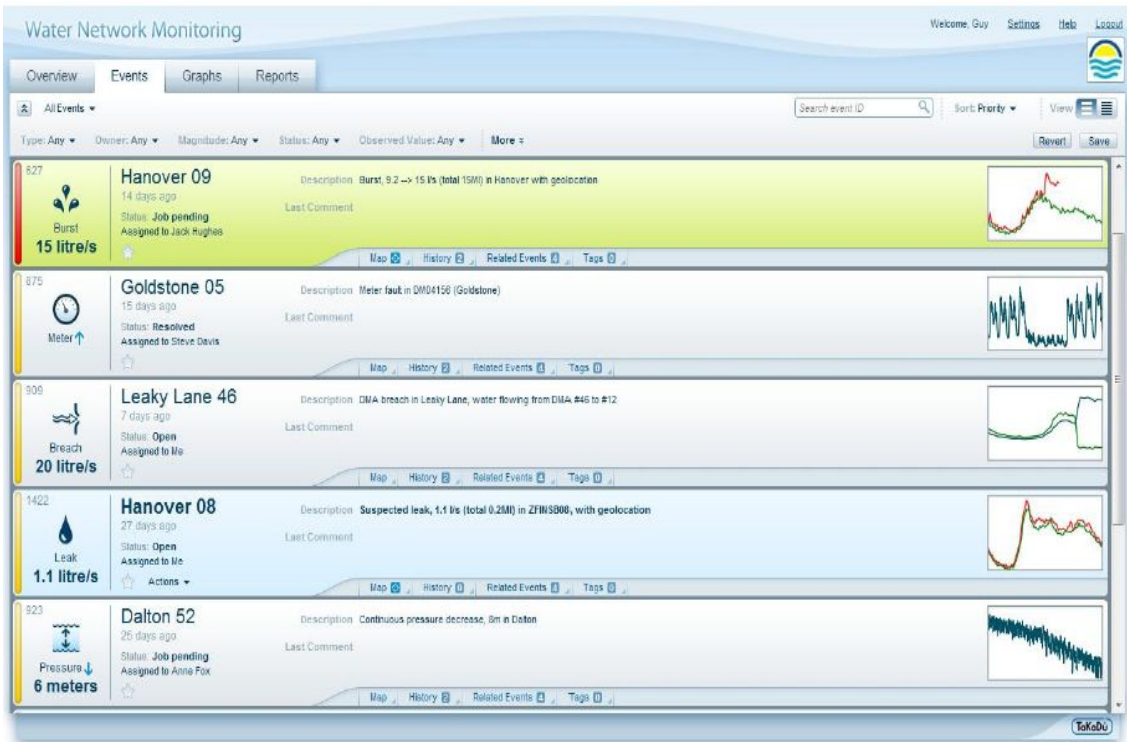 Water Network Monitoring
Welcome, Guy Settings Help Logout
Overview Events Graphs Reports
All Events Search event ID Sort: Priority View
Type: Any Owner: Any Magnitude: Any Status: Any Observed Value: Any More Revert Save
827
Hanover 09
14 days ago
Status: Job pending
Assigned to Jack Hughes
Burst
15 litre/s
Description Burst, 9.2 --> 15 l/s (total 15Ml) in Hanover with geolocation
Last Comment
Map History Related Events Tags
875
Goldstone 05
15 days ago
Status: Resolved
Assigned to Steve Davis
Meter
Description Meter fault in DM04156 (Goldstone)
Last Comment
Map History Related Events Tags
909
Leaky Lane 46
7 days ago
Status: Open
Assigned to Me
Breach
20 litre/s
Description DMA breach in Leaky Lane, water flowing from DMA #46 to #12
Last Comment
Map History Related Events Tags
1422
Hanover 08
27 days ago
Status: Open
Assigned to Me
Actions
Leak
1.1 litre/s
Description Suspected leak, 1.1 l/s (total 0.2Ml) in ZFINSB08, with geolocation
Last Comment
Map History Related Events Tags
923
Dalton 52
25 days ago
Status: Job pending
Assigned to Anne Fox
Pressure
6 meters
Description Continuous pressure decrease, 8m in Dalton
Last Comment
Map History Related Events Tags
TaKaDu